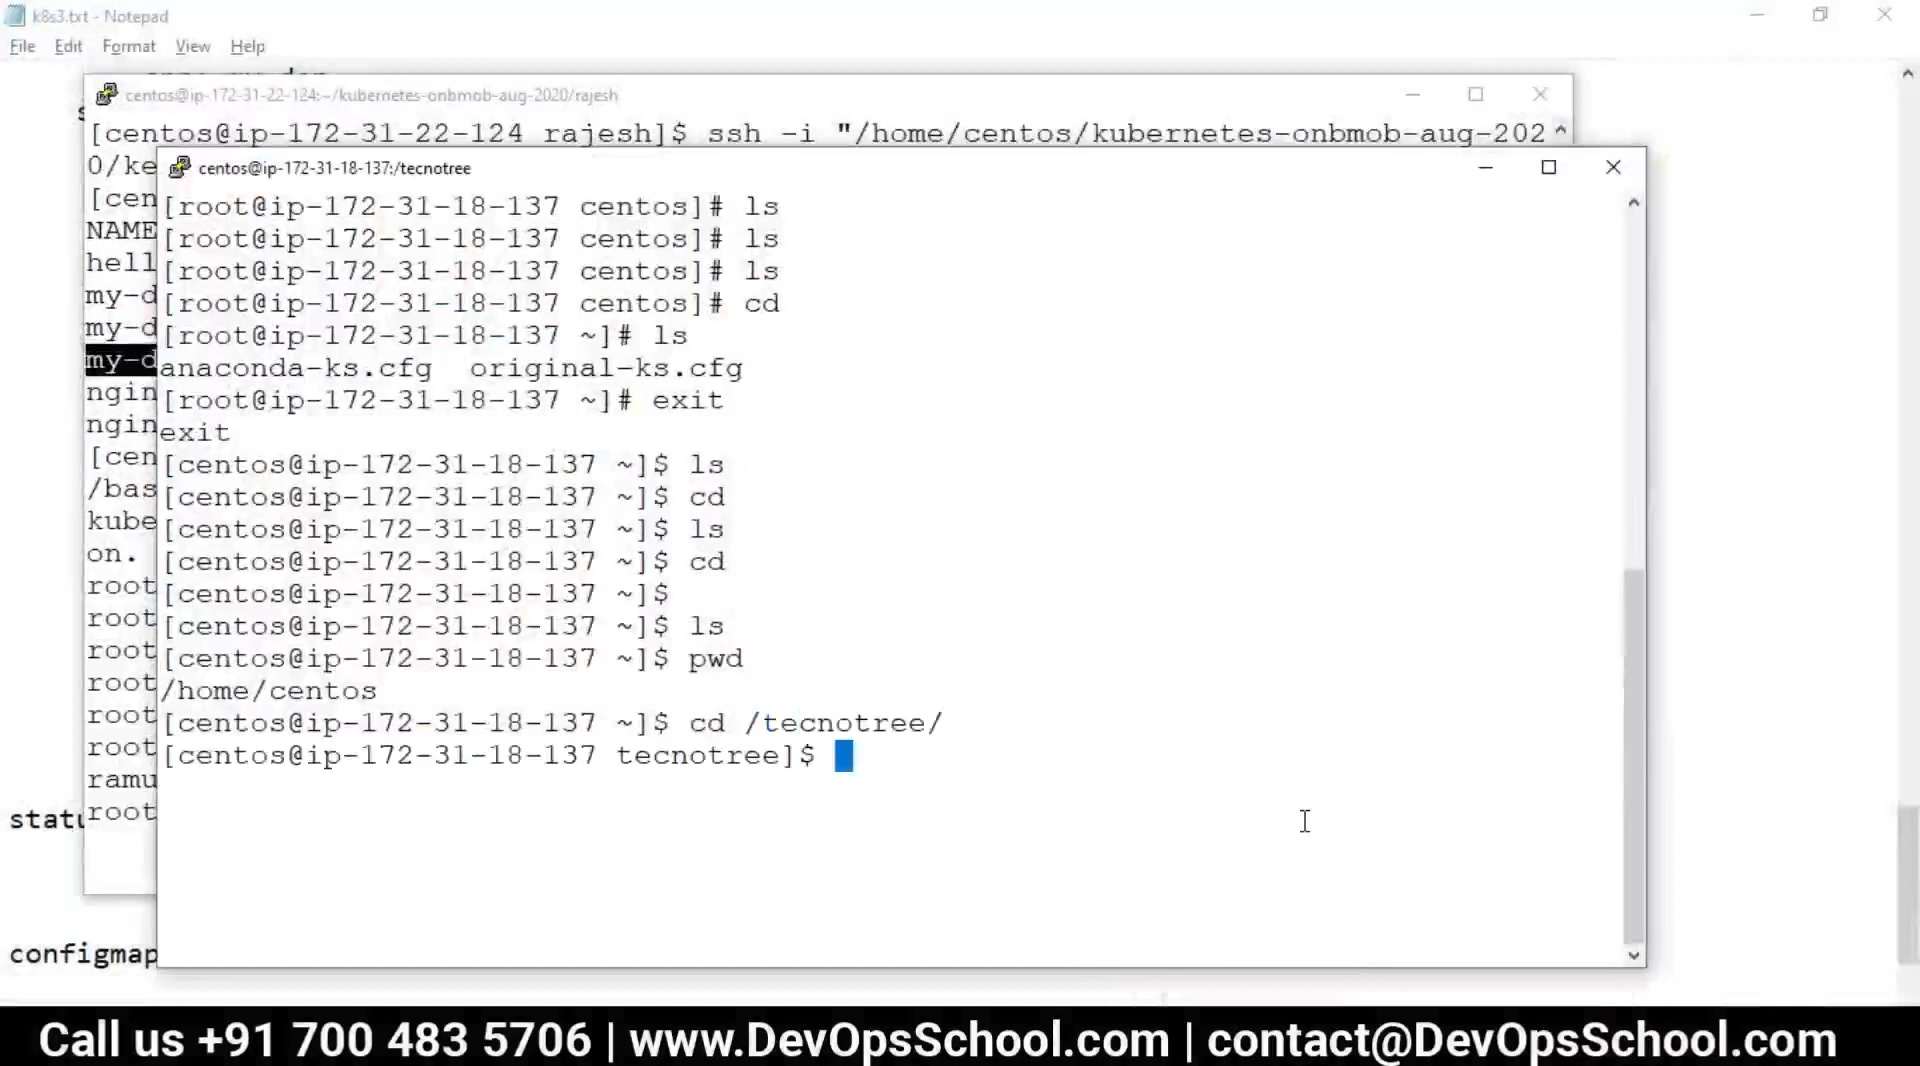 k8s3.txt - Notepad
File Edit Format View Help
centos@ip-172-31-22-124:~/kubernetes-onbmob-aug-2020/rajesh
[centos@ip-172-31-22-124 rajesh]$ ssh -i "/home/centos/kubernetes-onbmob-aug-202
0/ke
[cen
NAME
hell
my-d
my-d
my-d
ngin
ngin
[cen
/bas
kube
on.
root
root
root
root
root
root
ramu
root
centos@ip-172-31-18-137:/tecnotree
[root@ip-172-31-18-137 centos]# ls
[root@ip-172-31-18-137 centos]# ls
[root@ip-172-31-18-137 centos]# ls
[root@ip-172-31-18-137 centos]# cd
[root@ip-172-31-18-137 ~]# ls
anaconda-ks.cfg  original-ks.cfg
[root@ip-172-31-18-137 ~]# exit
exit
[centos@ip-172-31-18-137 ~]$ ls
[centos@ip-172-31-18-137 ~]$ cd
[centos@ip-172-31-18-137 ~]$ ls
[centos@ip-172-31-18-137 ~]$ cd
[centos@ip-172-31-18-137 ~]$
[centos@ip-172-31-18-137 ~]$ ls
[centos@ip-172-31-18-137 ~]$ pwd
/home/centos
[centos@ip-172-31-18-137 ~]$ cd /tecnotree/
[centos@ip-172-31-18-137 tecnotree]$
statu
configmap
Call us +91 700 483 5706 | www.DevOpsSchool.com | contact@DevOpsSchool.com